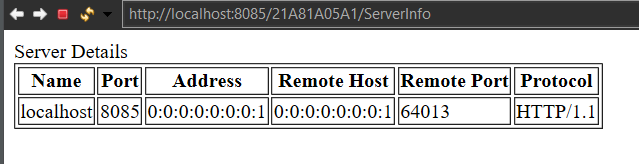 http://localhost:8085/21A81A05A1/ServerInfo
Server Details
Name Port Address Remote Host Remote Port Protocol
localhost 8085 0:0:0:0:0:0:0:1 0:0:0:0:0:0:0:1 64013 HTTP/1.1